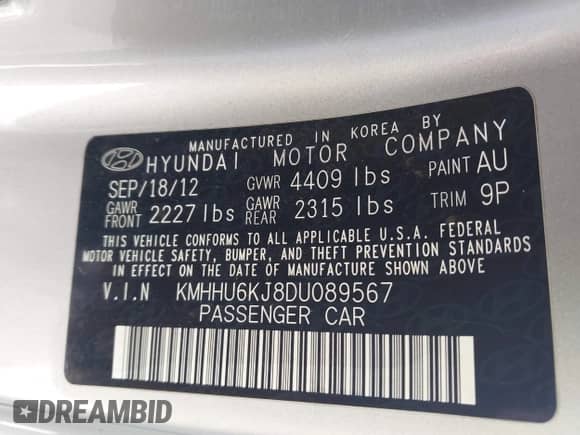 MANUFACTURED IN KOREA BY
HYUNDAI MOTOR COMPANY
SEP/18/12 GVWR 4409 lbs PAINT AU
GAWR FRONT 2227 lbs GAWR REAR 2315 lbs TRIM 9P
THIS VEHICLE CONFORMS TO ALL APPLICABLE U.S.A. FEDERAL
MOTOR VEHICLE SAFETY, BUMPER, AND THEFT PREVENTION STANDARDS
IN EFFECT ON THE DATE OF MANUFACTURE SHOWN ABOVE.
V.I.N KMHHU6KJ8DU089567
PASSENGER CAR
DREAMBID